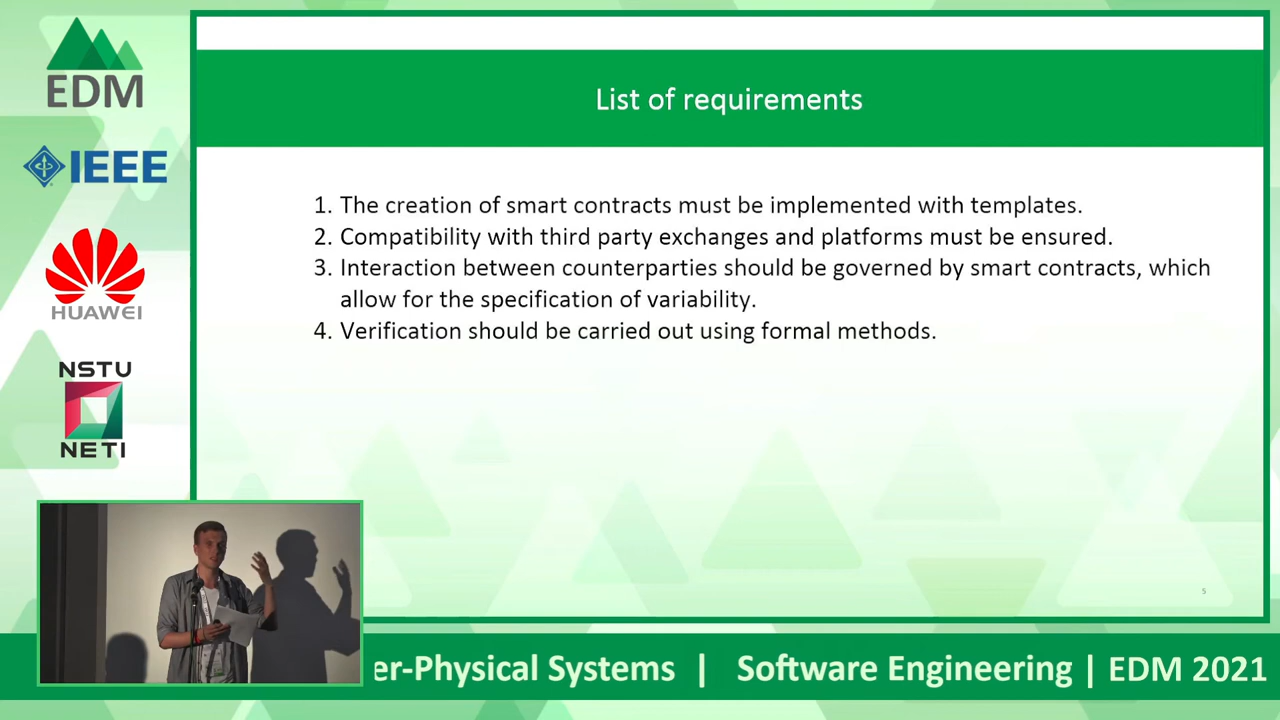 EDM
IEEE
HUAWEI
NSTU
NETI
List of requirements
1. The creation of smart contracts must be implemented with templates.
2. Compatibility with third party exchanges and platforms must be ensured.
3. Interaction between counterparties should be governed by smart contracts, which
allow for the specification of variability.
4. Verification should be carried out using formal methods.
5
er-Physical Systems | Software Engineering | EDM 2021